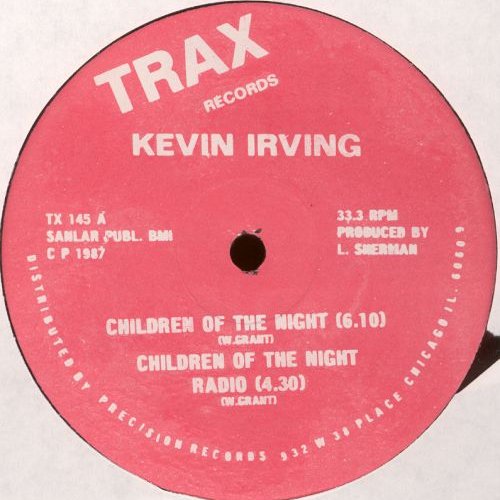 TRAX
RECORDS
KEVIN IRVING
TX 145 A
SANLAR PUBL. BMI
C P 1987
33.3 RPM
PRODUCED BY
L. SHERMAN
CHILDREN OF THE NIGHT (6.10)
(W.GRANT)
CHILDREN OF THE NIGHT
RADIO (4.30)
(W.GRANT)
DISTRIBUTED BY PRECISION RECORDS 932 W 38 PLACE CHICAGO IL. 60609